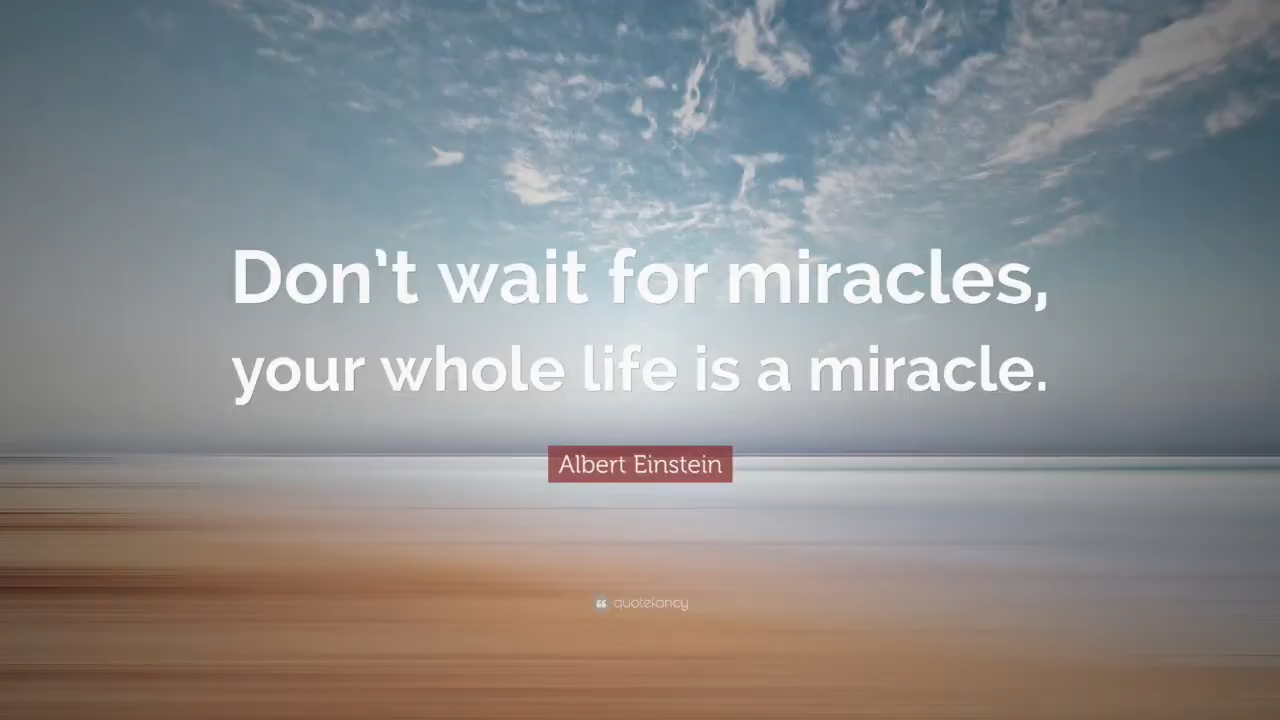 Don’t wait for miracles,
your whole life is a miracle.
Albert Einstein
quotefancy